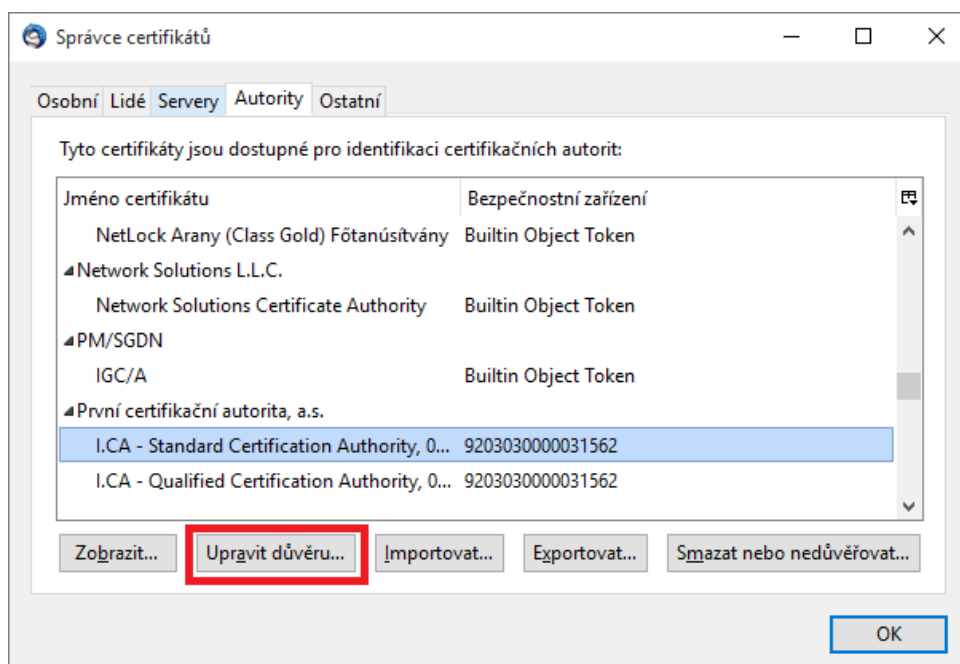 Správce certifikátů
Osobní Lidé Servery Autority Ostatní
Tyto certifikáty jsou dostupné pro identifikaci certifikačních autorit:
Jméno certifikátu Bezpečnostní zařízení
NetLock Arany (Class Gold) Főtanúsítvány Builtin Object Token
Network Solutions L.L.C.
Network Solutions Certificate Authority Builtin Object Token
PM/SGDN
IGC/A Builtin Object Token
První certifikační autorita, a.s.
I.CA - Standard Certification Authority, 0... 9203030000031562
I.CA - Qualified Certification Authority, 0... 9203030000031562
Zobrazit... Upravit důvěru... Importovat... Exportovat... Smazat nebo nedůvěřovat...
OK